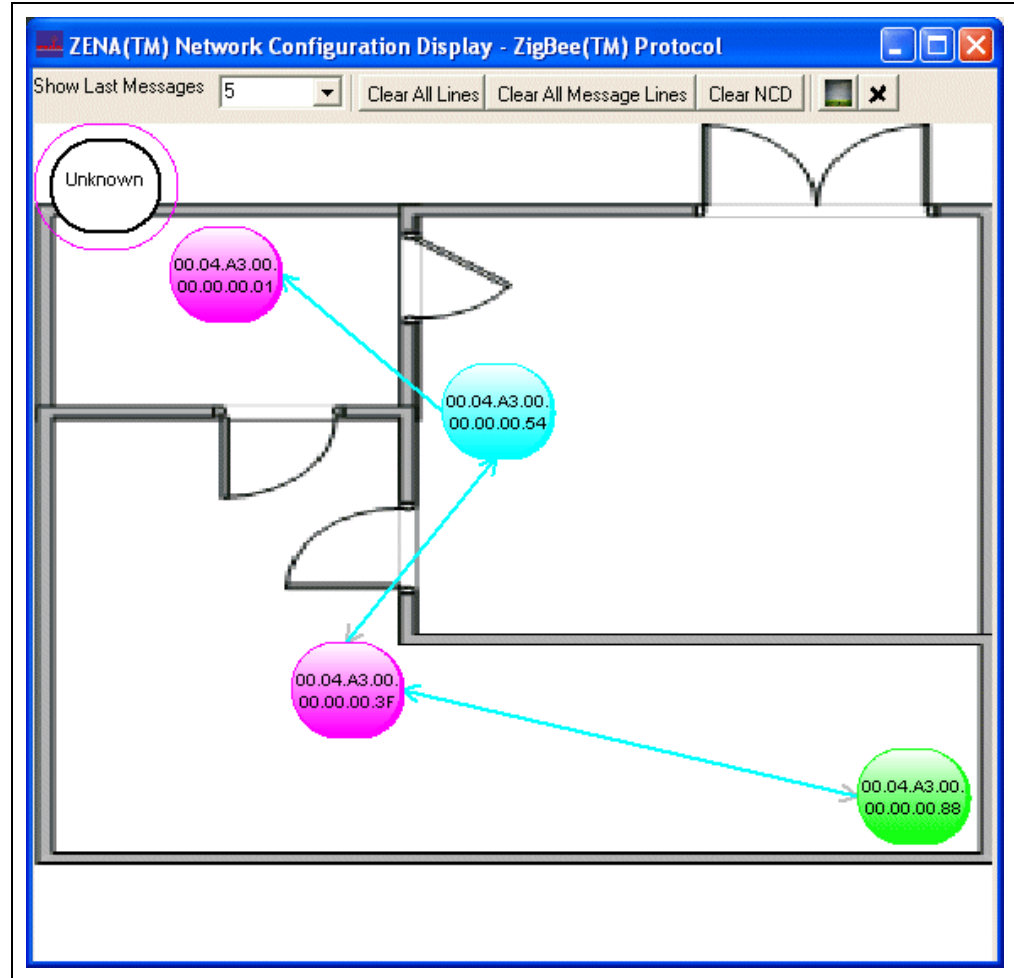 ZENA(TM) Network Configuration Display - ZigBee(TM) Protocol
Show Last Messages 5 Clear All Lines Clear All Message Lines Clear NCD
Unknown
00.04.A3.00.
00.00.00.01
00.04.A3.00.
00.00.00.54
00.04.A3.00.
00.00.00.3F
00.04.A3.00.
00.00.00.88